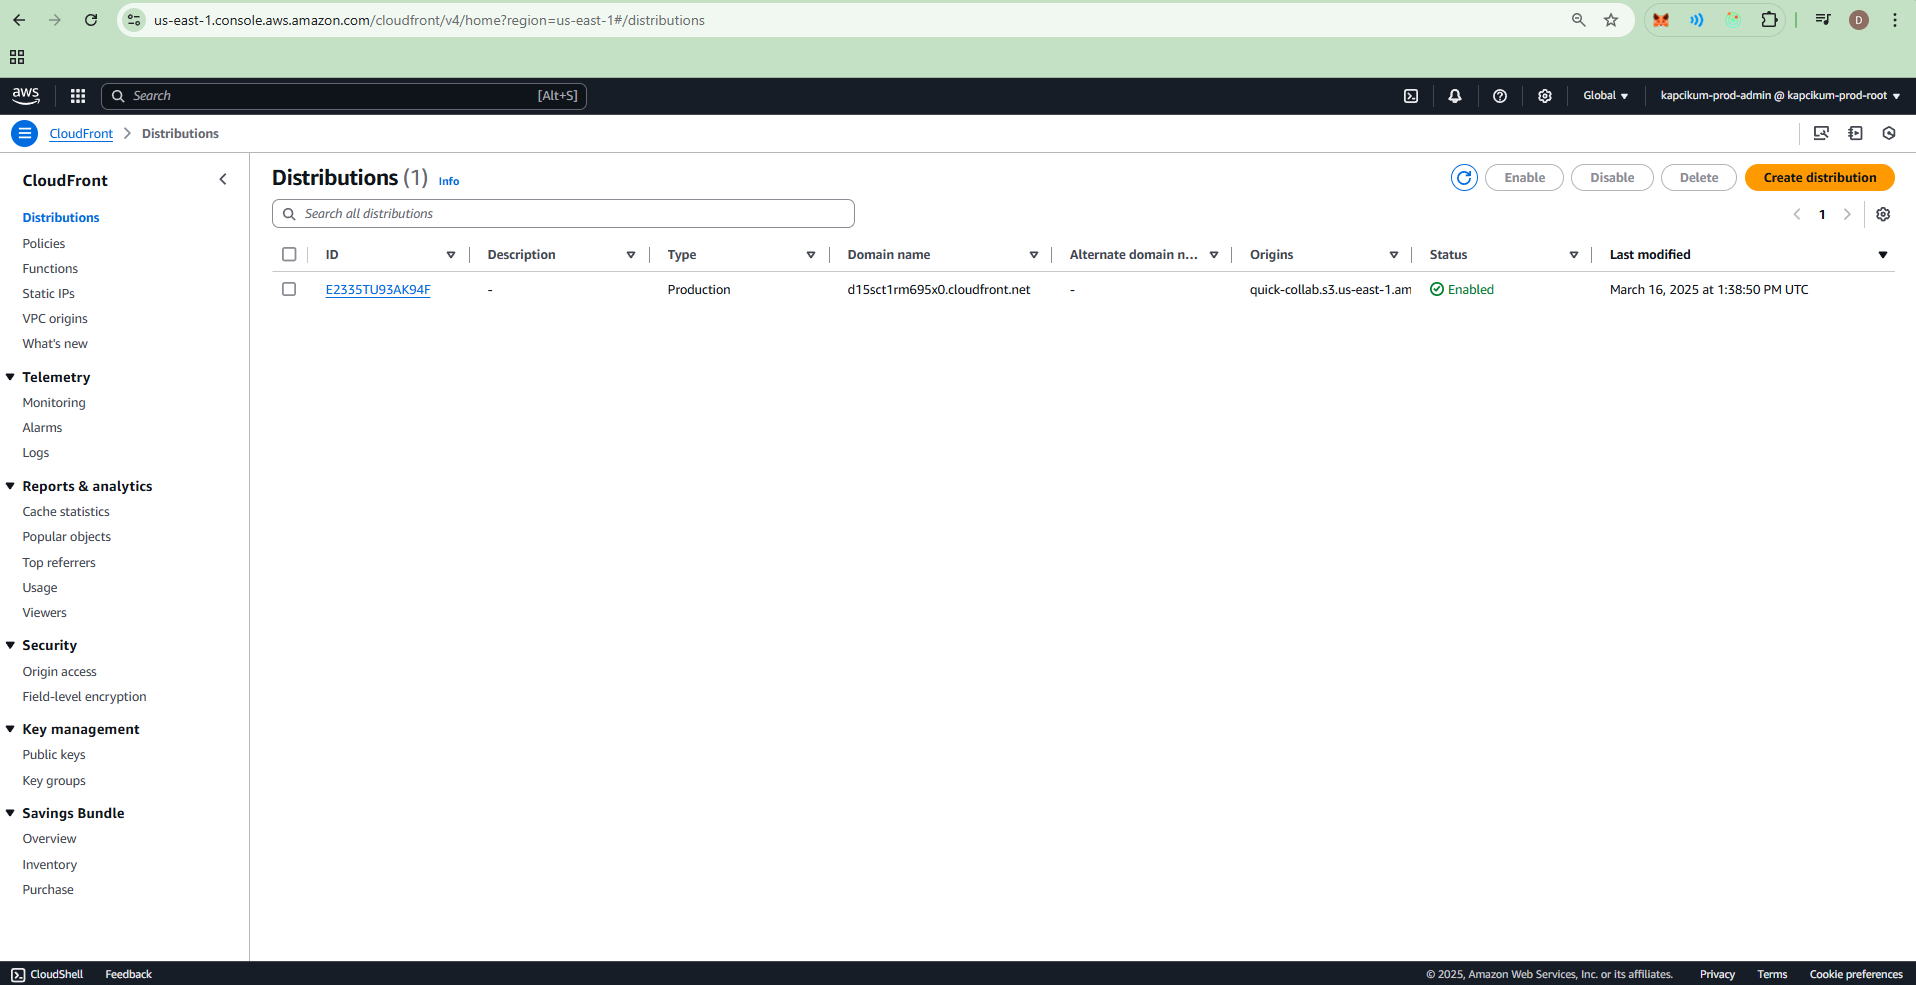 us-east-1.console.aws.amazon.com/cloudfront/v4/home?region=us-east-1#/distributions
D
aws
Search
[Alt+S]
Global
kapcikum-prod-admin @ kapcikum-prod-root
CloudFront
Distributions
CloudFront
Distributions
Policies
Functions
Static IPs
VPC origins
What's new
Telemetry
Monitoring
Alarms
Logs
Reports & analytics
Cache statistics
Popular objects
Top referrers
Usage
Viewers
Security
Origin access
Field-level encryption
Key management
Public keys
Key groups
Savings Bundle
Overview
Inventory
Purchase
Distributions (1) Info
Enable
Disable
Delete
Create distribution
Search all distributions
1
ID Description Type Domain name Alternate domain n... Origins Status Last modified
E2335TU93AK94F - Production d15sct1rm695x0.cloudfront.net - quick-collab.s3.us-east-1.am Enabled March 16, 2025 at 1:38:50 PM UTC
CloudShell Feedback © 2025, Amazon Web Services, Inc. or its affiliates. Privacy Terms Cookie preferences